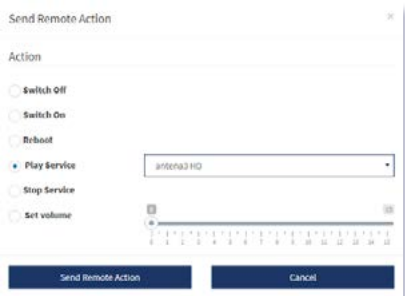 Send Remote Action ×
Action
Switch Off
Switch On
Reboot
Play Service antena3 HD
Stop Service
Set volume 0 15
0 1 2 3 4 5 6 7 8 9 10 11 12 13 14 15
Send Remote Action Cancel